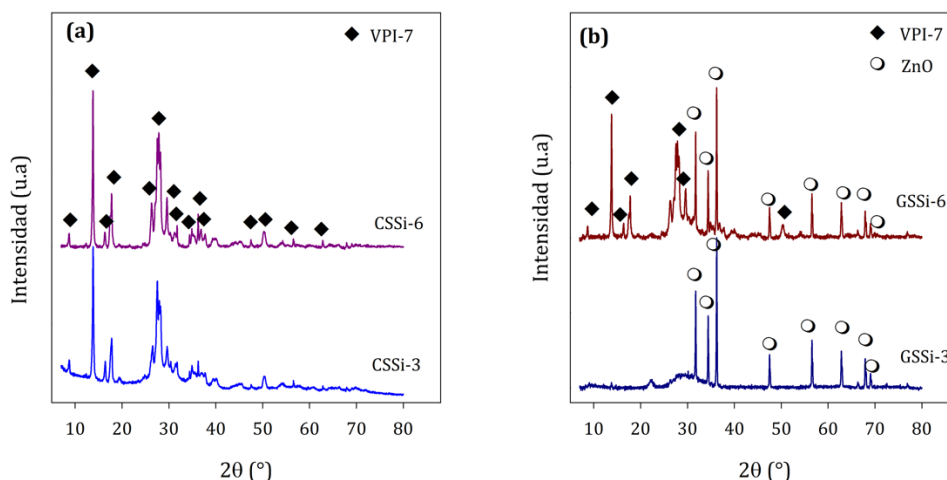 (a)
VPI-7
CSSi-6
CSSi-3
Intensidad (u.a)
10 20 30 40 50 60 70 80
2θ (°)
(b)
VPI-7
ZnO
GSSi-6
GSSi-3
Intensidad (u.a)
10 20 30 40 50 60 70 80
2θ (°)